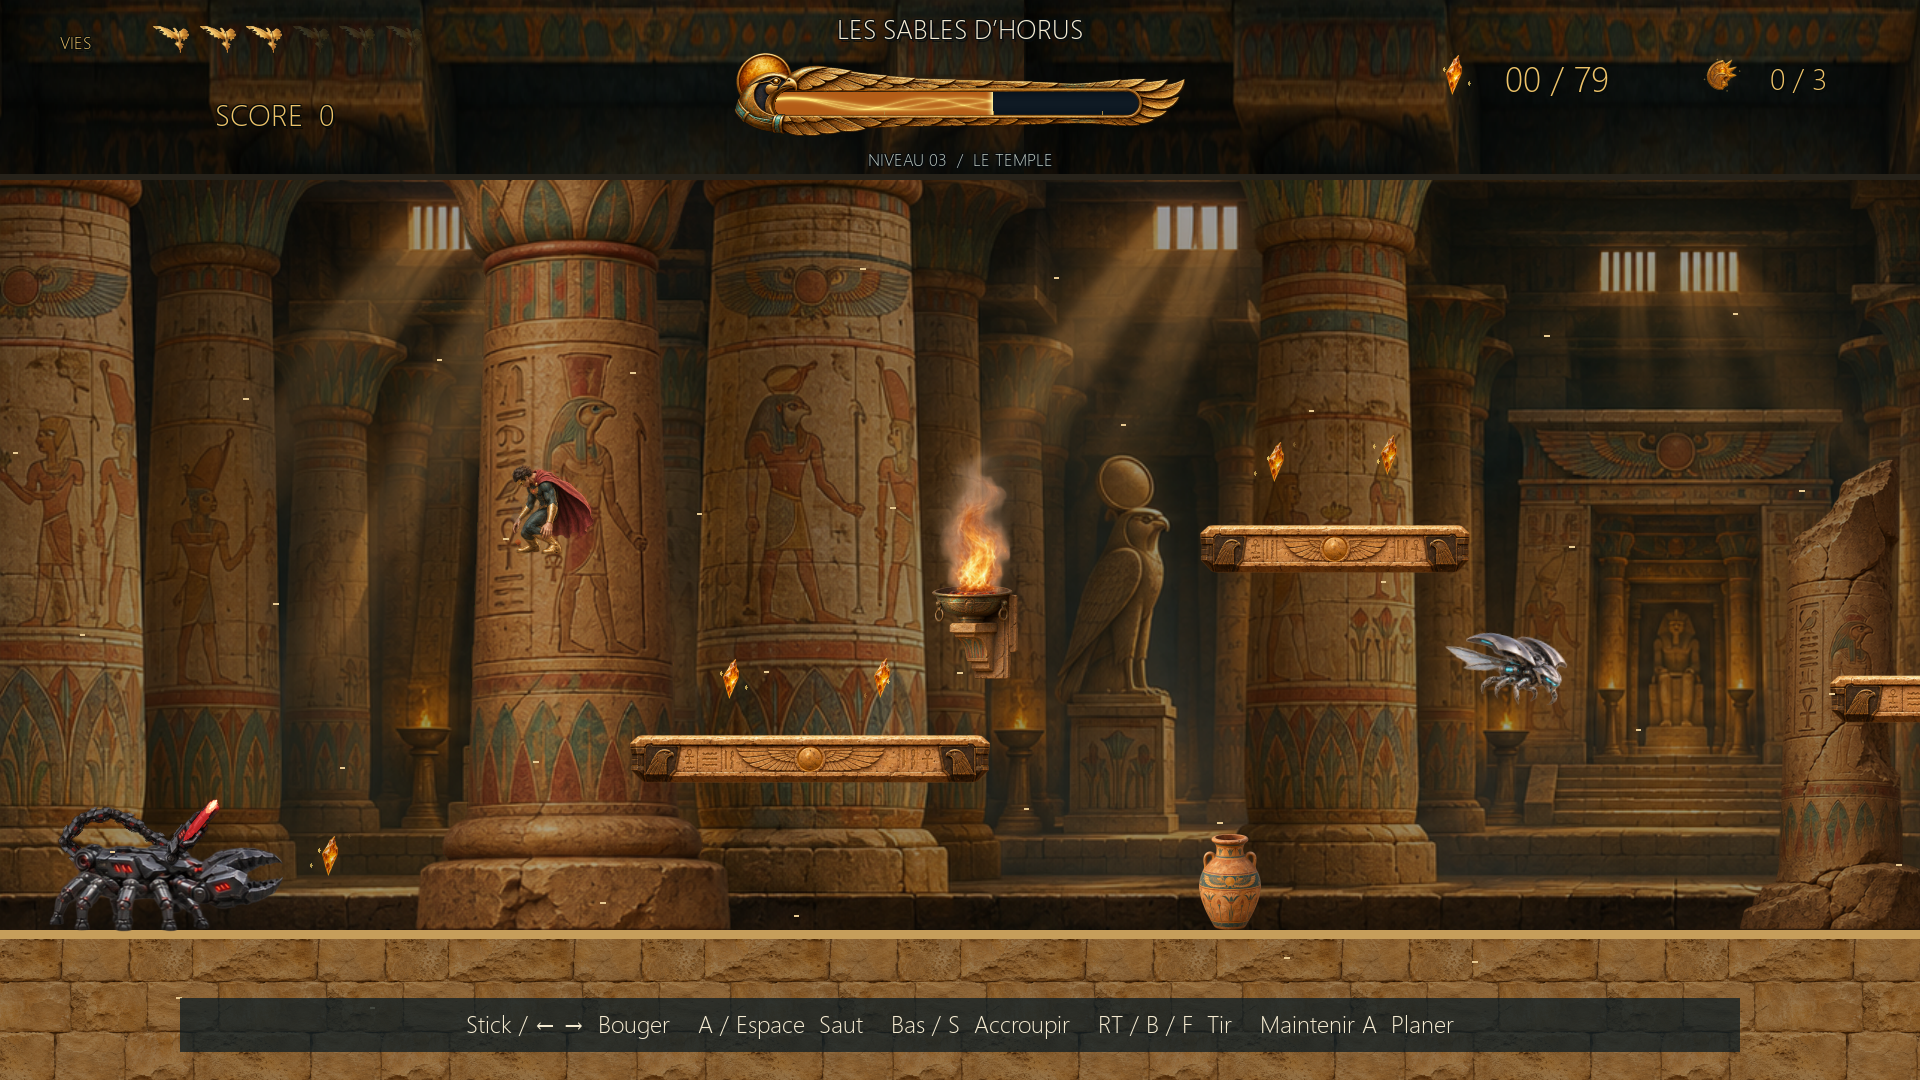 LES SABLES D’HORUS
VIES
SCORE 0
00 / 79
0 / 3
NIVEAU 03 / LE TEMPLE
Stick / ← → Bouger A / Espace Saut Bas / S Accroupir RT / B / F Tir Maintenir A Planer